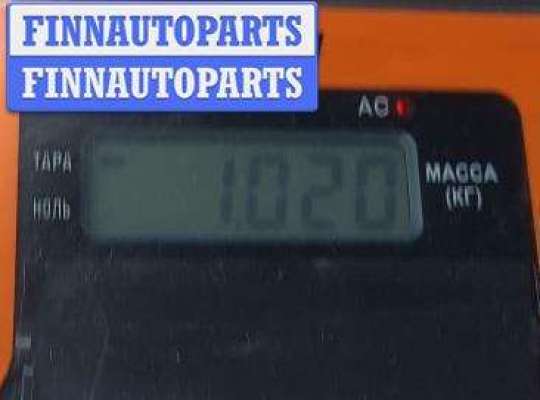 FINNAUTOPARTS
FINNAUTOPARTS
AC
ТАРА
1.020
МАССА
(КГ)
НОЛЬ